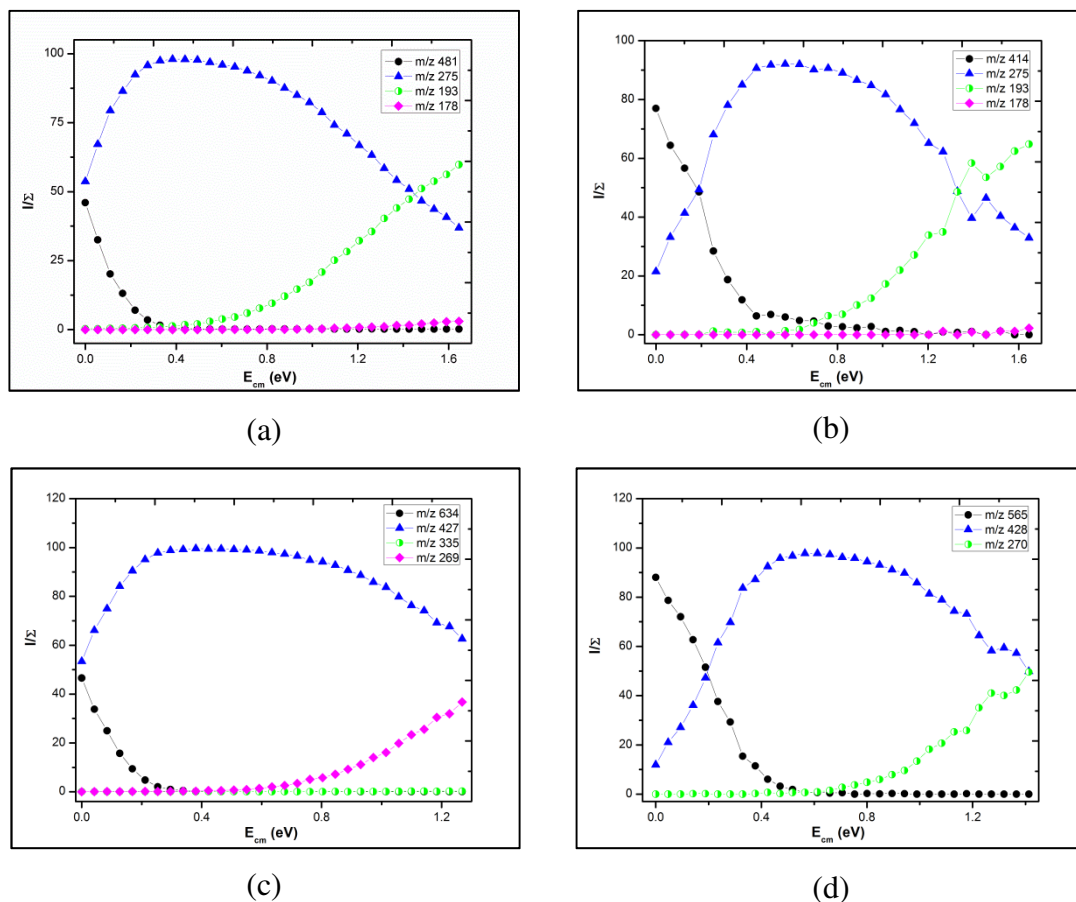 m/z 481
m/z 275
m/z 193
m/z 178
100
75
50
25
0
I/Σ
0.0 0.4 0.8 1.2 1.6
E_cm (eV)
(a)
m/z 414
m/z 275
m/z 193
m/z 178
100
80
60
40
20
0
I/Σ
0.0 0.4 0.8 1.2 1.6
E_cm (eV)
(b)
m/z 634
m/z 427
m/z 335
m/z 269
120
100
80
60
40
20
0
I/Σ
0.0 0.4 0.8 1.2
E_cm (eV)
(c)
m/z 565
m/z 428
m/z 270
120
100
80
60
40
20
0
I/Σ
0.0 0.4 0.8 1.2
E_cm (eV)
(d)